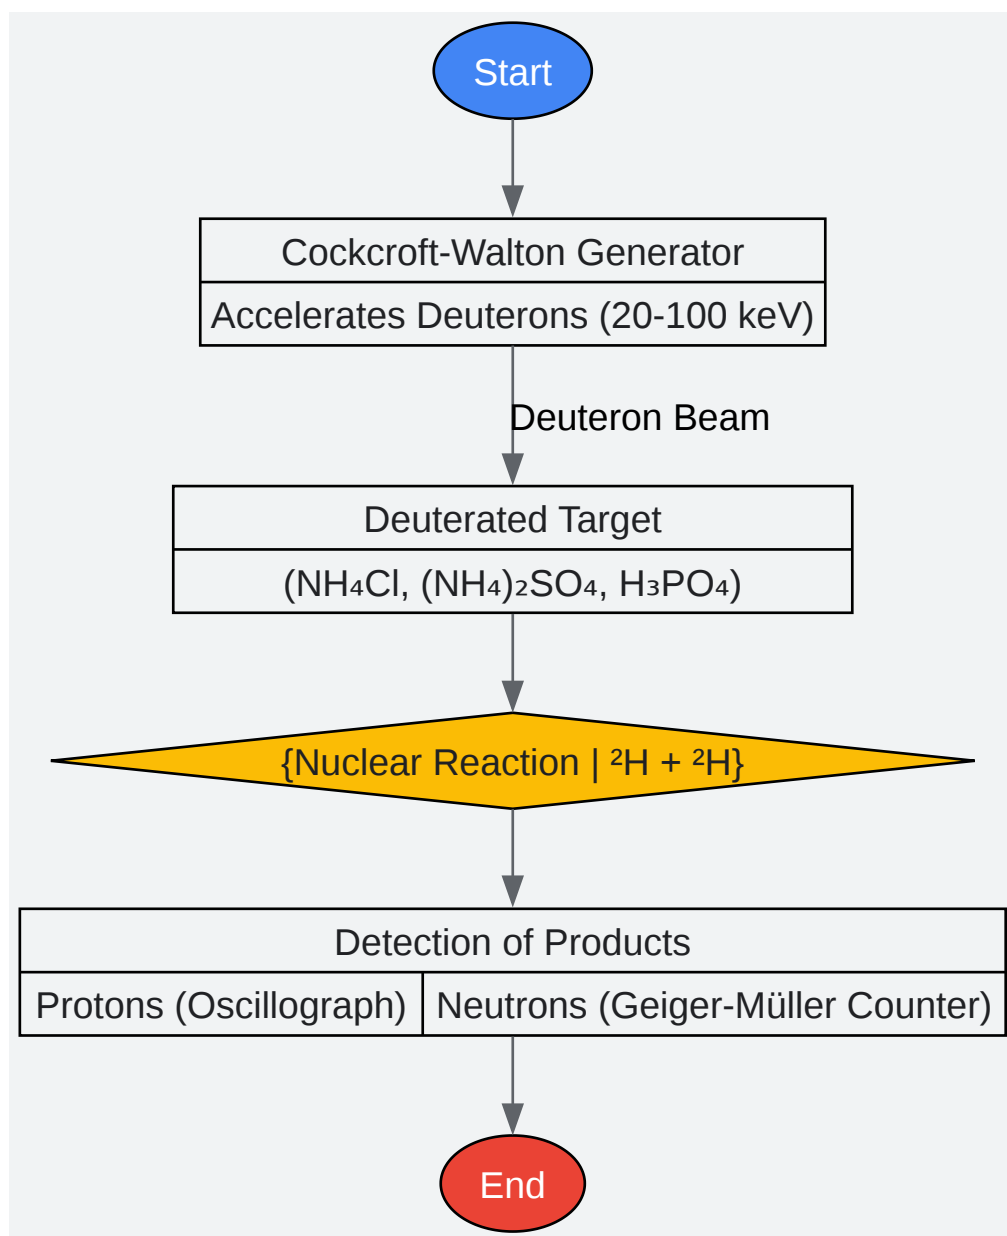 Start
Cockcroft-Walton Generator
Accelerates Deuterons (20-100 keV)
Deuteron Beam
Deuterated Target
(NH₄Cl, (NH₄)₂SO₄, H₃PO₄)
{Nuclear Reaction | ²H + ²H}
Detection of Products
Protons (Oscillograph)
Neutrons (Geiger-Müller Counter)
End